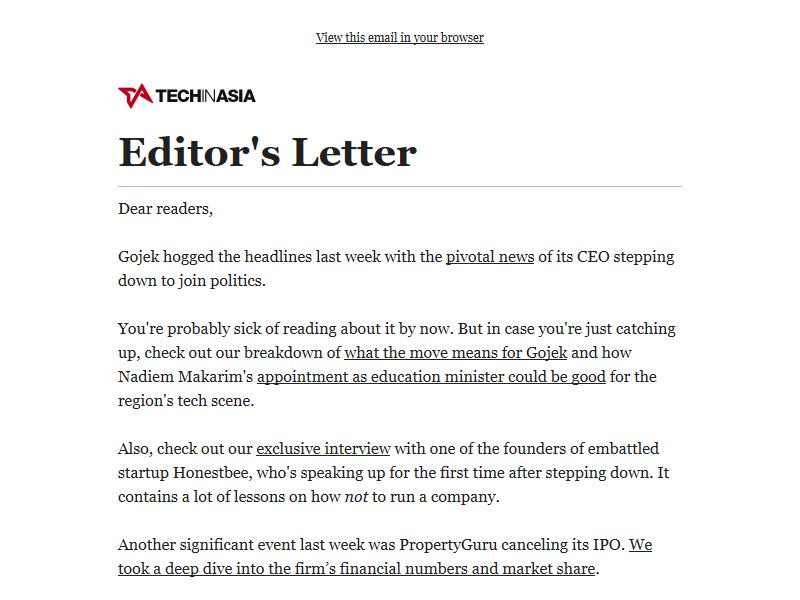 View this email in your browser
TECHINASIA
Editor's Letter
Dear readers,
Gojek hogged the headlines last week with the pivotal news of its CEO stepping
down to join politics.
You're probably sick of reading about it by now. But in case you're just catching
up, check out our breakdown of what the move means for Gojek and how
Nadiem Makarim's appointment as education minister could be good for the
region's tech scene.
Also, check out our exclusive interview with one of the founders of embattled
startup Honestbee, who's speaking up for the first time after stepping down. It
contains a lot of lessons on how not to run a company.
Another significant event last week was PropertyGuru canceling its IPO. We
took a deep dive into the firm’s financial numbers and market share.